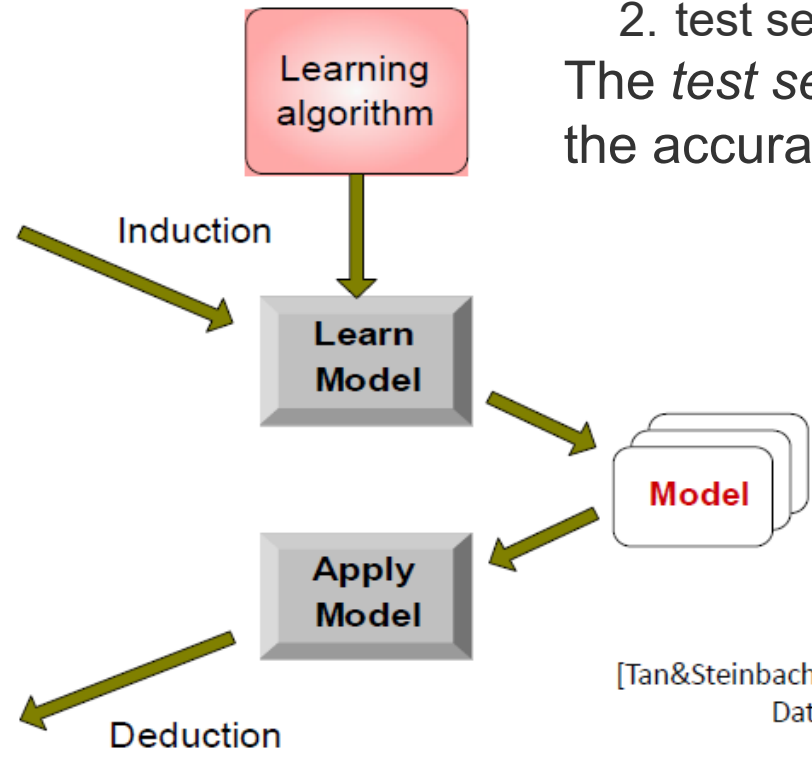 2. test se
The test se
the accura
Learning
algorithm
Induction
Learn
Model
Model
Apply
Model
Deduction
[Tan&Steinbach
Dat